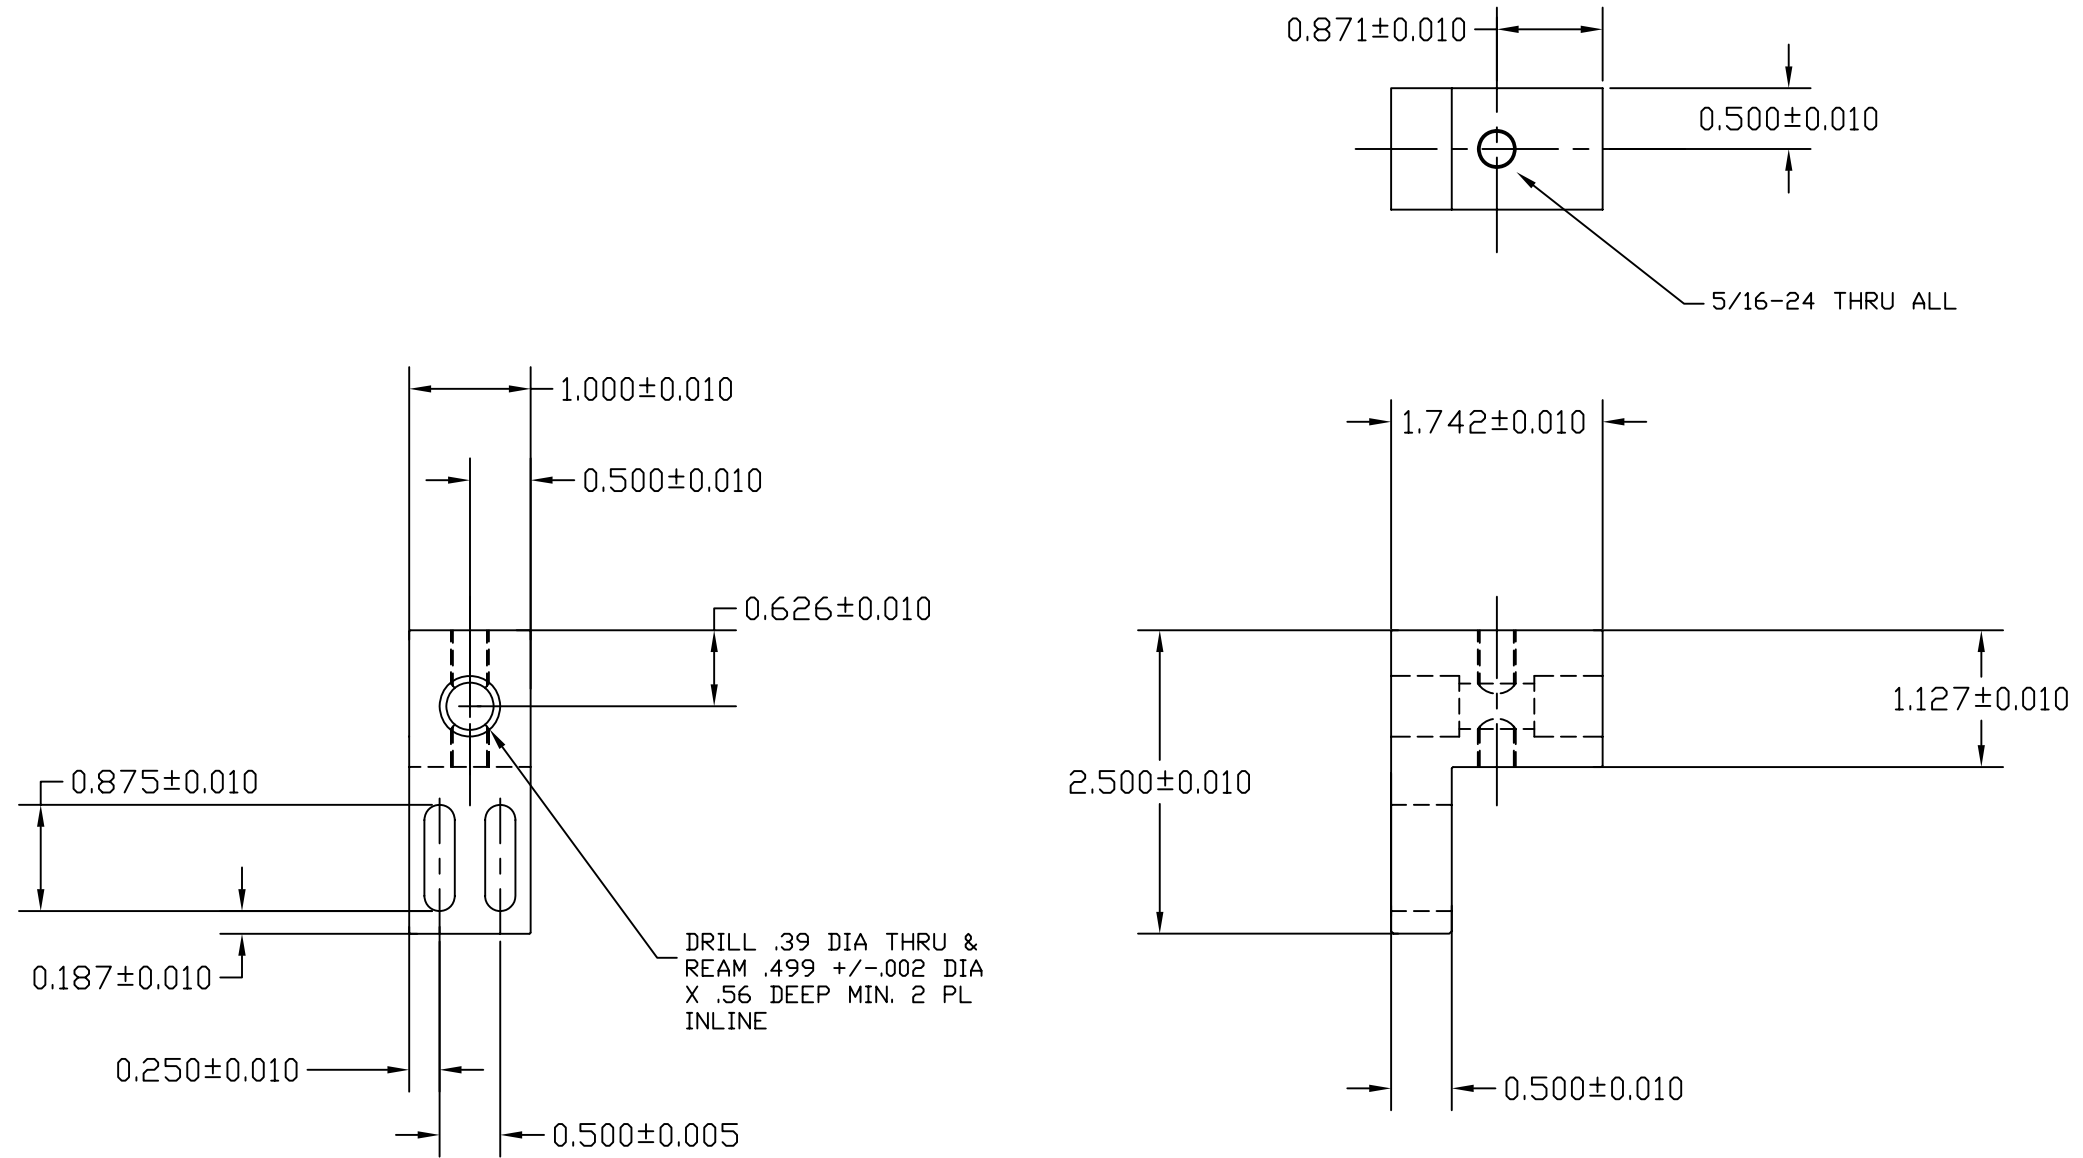 0.871±0.010
0.500±0.010
5/16-24 THRU ALL
1.000±0.010
1.742±0.010
0.500±0.010
0.626±0.010
1.127±0.010
0.875±0.010
2.500±0.010
DRILL .39 DIA THRU &
REAM .499 +/-.002 DIA
X .56 DEEP MIN. 2 PL
INLINE
0.187±0.010
0.250±0.010
0.500±0.010
0.500±0.005